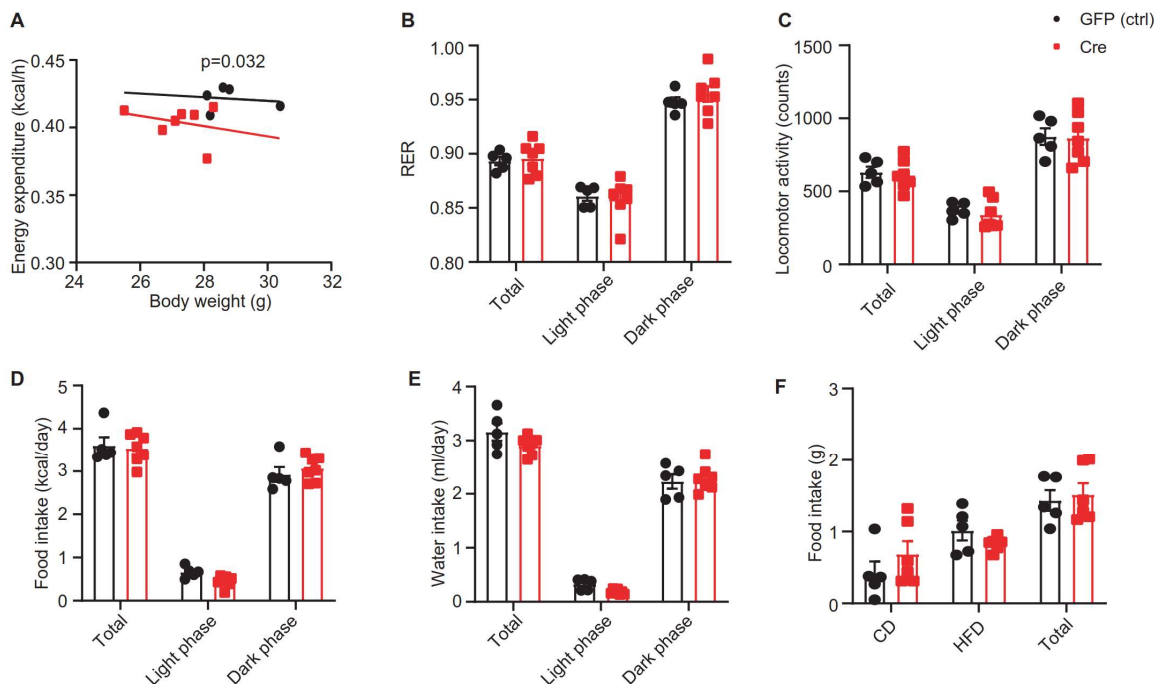 A
Energy expenditure (kcal/h)
0.45
0.40
0.35
0.30
p=0.032
24
26
28
30
32
Body weight (g)
B
RER
1.00
0.95
0.90
0.85
0.80
Total
Light phase
Dark phase
C
GFP (ctrl)
Cre
Locomotor activity (counts)
1500
1000
500
0
Total
Light phase
Dark phase
D
Food intake (kcal/day)
5
4
3
2
1
0
Total
Light phase
Dark phase
E
Water intake (ml/day)
4
3
2
1
0
Total
Light phase
Dark phase
F
Food intake (g)
3
2
1
0
CD
HFD
Total